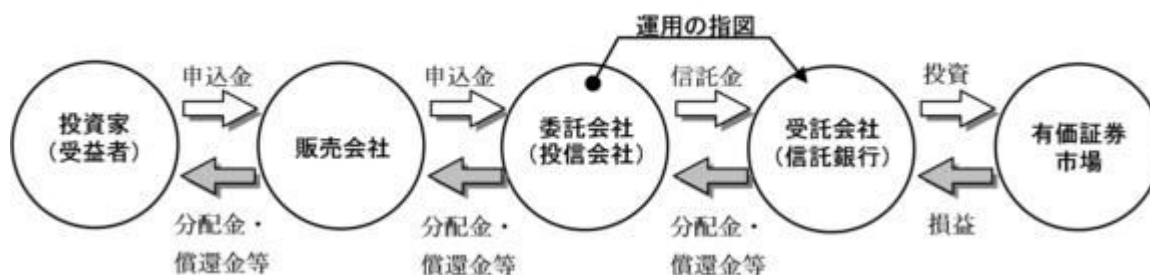 運用の指図
申込金
申込金
信託金
投資
投資家
（受益者）
販売会社
委託会社
（投信会社）
受託会社
（信託銀行）
有価証券
市場
分配金・
償還金等
分配金・
償還金等
分配金・
償還金等
損益